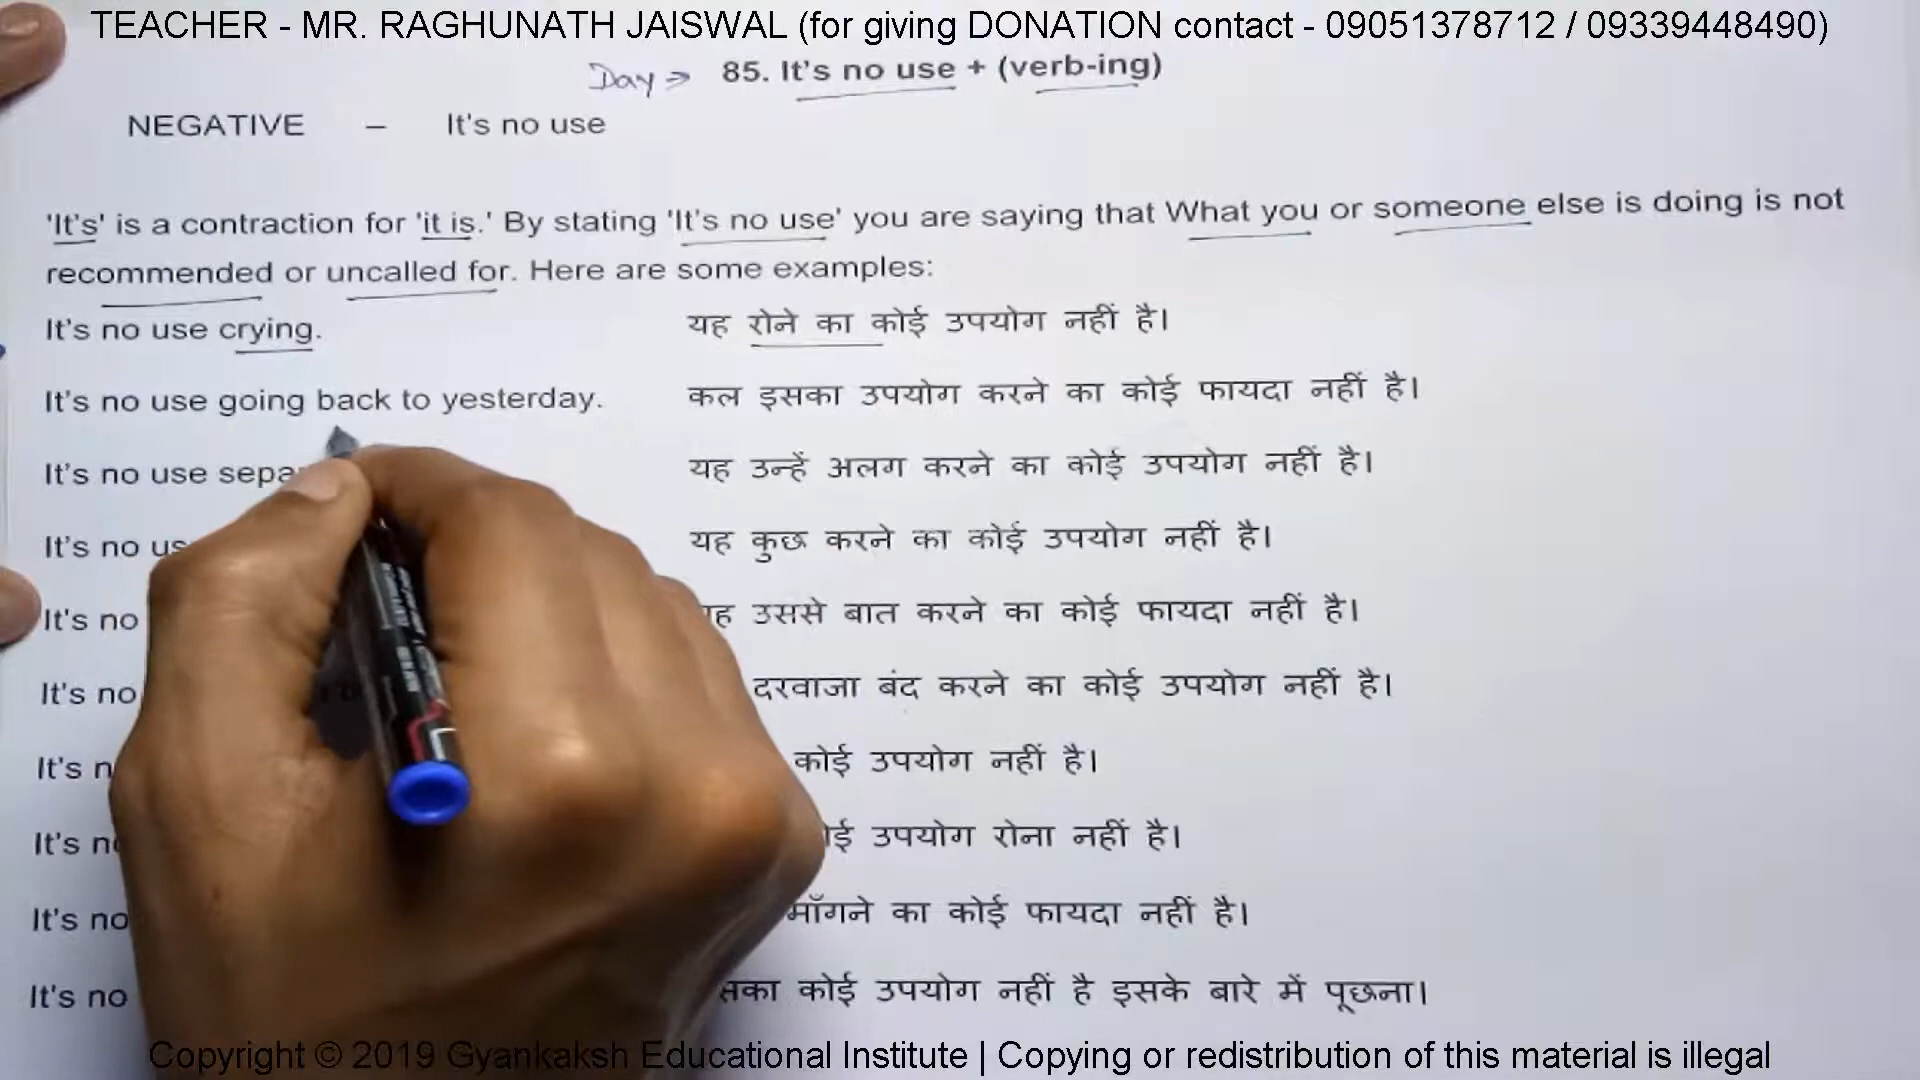 TEACHER - MR. RAGHUNATH JAISWAL (for giving DONATION contact - 09051378712 / 09339448490)
Day → 85. It's no use + (verb-ing)
NEGATIVE – It's no use
'It's' is a contraction for 'it is.' By stating 'It's no use' you are saying that What you or someone else is doing is not
recommended or uncalled for. Here are some examples:
It's no use crying. यह रोने का कोई उपयोग नहीं है।
It's no use going back to yesterday. कल इसका उपयोग करने का कोई फायदा नहीं है।
It's no use यह उन्हें अलग करने का कोई उपयोग नहीं है।
It's no यह कुछ करने का कोई उपयोग नहीं है।
It's no उससे बात करने का कोई फायदा नहीं है।
It's no दरवाजा बंद करने का कोई उपयोग नहीं है।
It's कोई उपयोग नहीं है।
It's उपयोग रोना नहीं है।
It's no का कोई फायदा नहीं है।
It's no कोई उपयोग नहीं है इसके बारे में पूछना।
Copyright © 2019 Gyankaksh Educational Institute | Copying or redistribution of this material is illegal